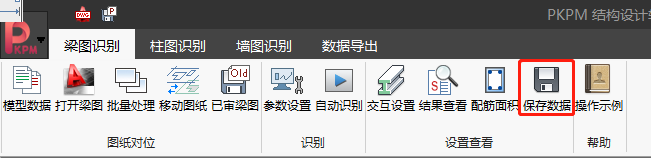 DWG
PKPM 结构设计
P
KPM
梁图识别 柱图识别 墙图识别 数据导出
Old
模型数据 打开梁图 批量处理 移动图纸 已审梁图 参数设置 自动识别 交互设置 结果查看 配筋面积 保存数据 操作示例
图纸对位 识别 设置查看 帮助